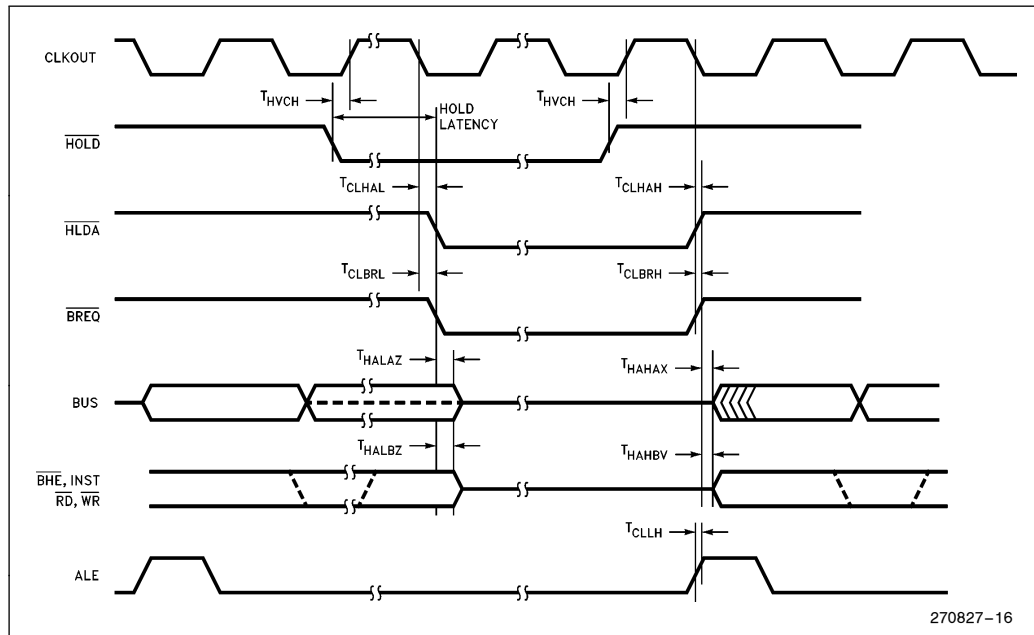 CLKOUT
THVCH
THVCH
HOLD
LATENCY
HOLD
TCLHAL
TCLHAH
HLDA
TCLBRL
TCLBRH
BREQ
THALAZ
THAHAX
BUS
THALBZ
THAHBV
BHE, INST
RD, WR
TCLLH
ALE
270827-16